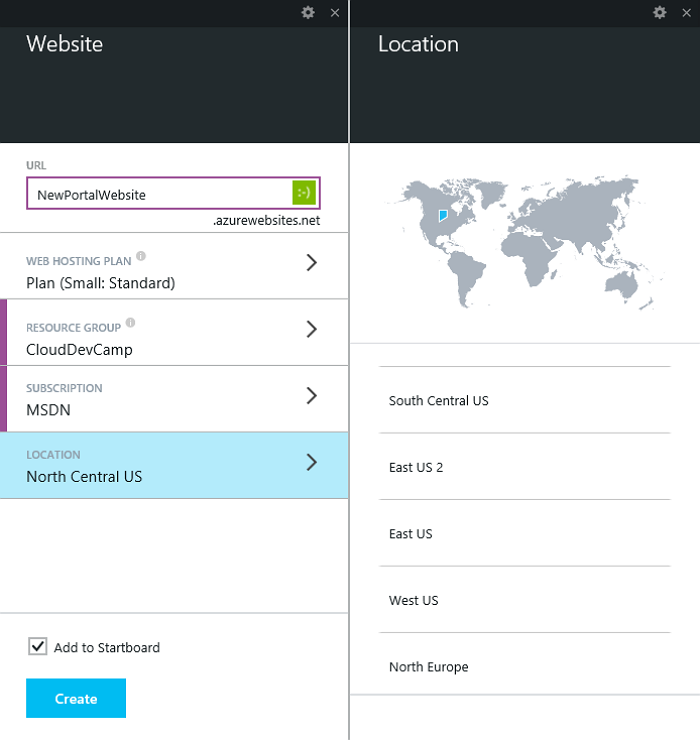 Website
URL
NewPortalWebsite
:-)
.azurewebsites.net
WEB HOSTING PLAN
Plan (Small: Standard)
RESOURCE GROUP
CloudDevCamp
SUBSCRIPTION
MSDN
LOCATION
North Central US
Add to Startboard
Create
Location
South Central US
East US 2
East US
West US
North Europe